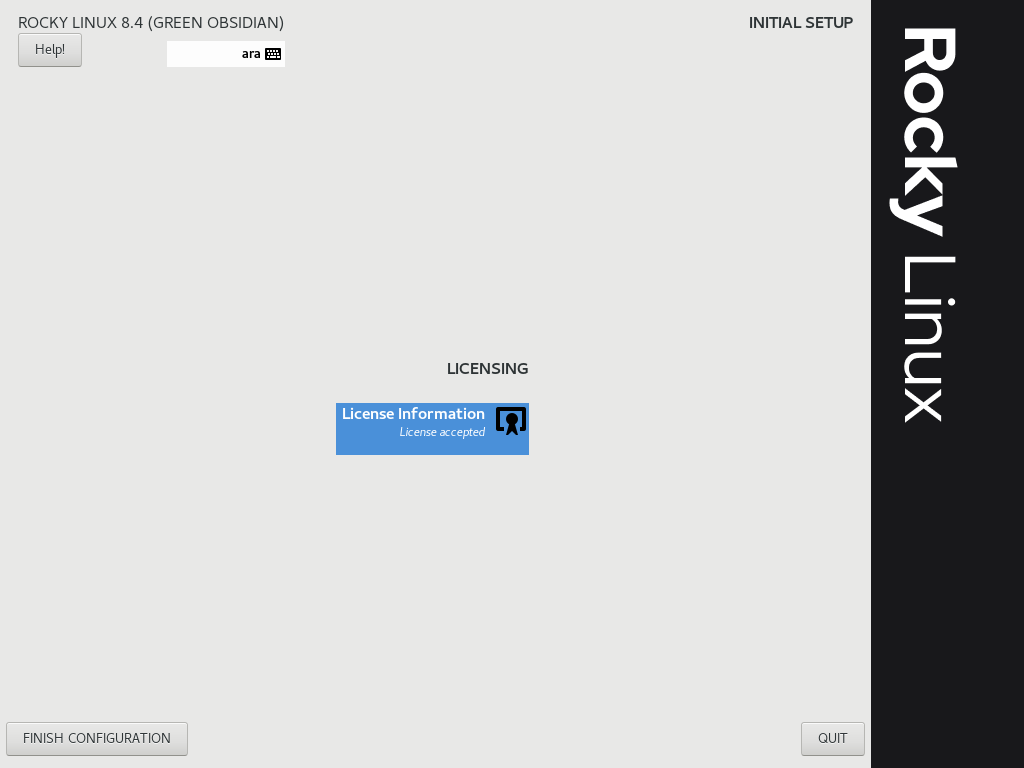 ROCKY LINUX 8.4 (GREEN OBSIDIAN)
INITIAL SETUP
Help!
ara
LICENSING
License Information
License accepted
FINISH CONFIGURATION
QUIT
Rocky Linux